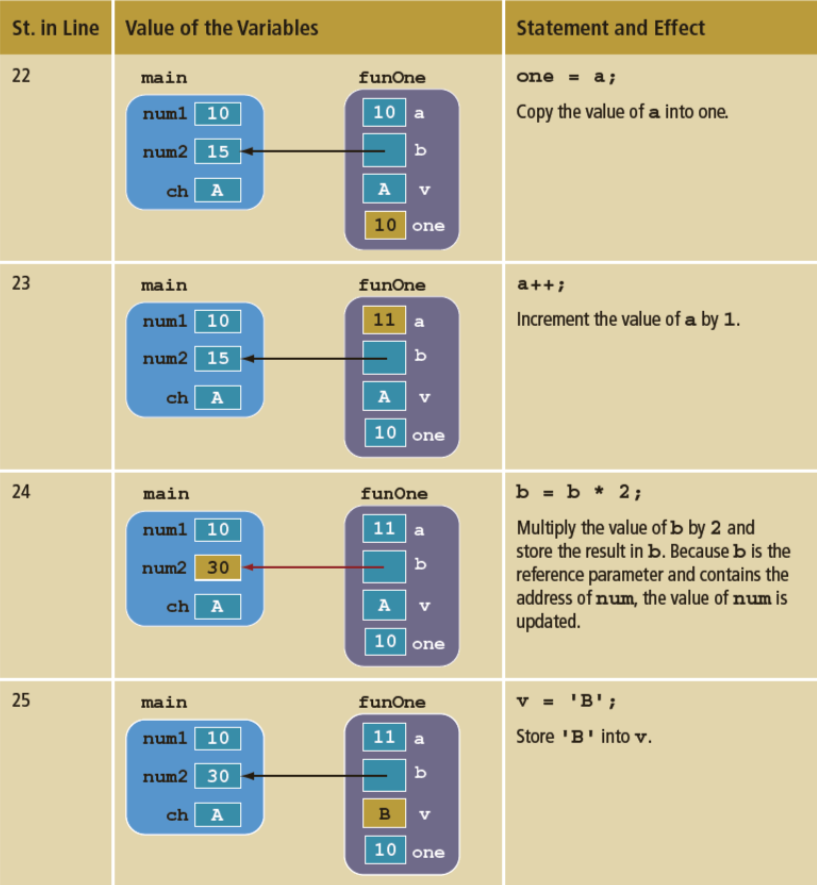 St. in Line Value of the Variables Statement and Effect
22
main funOne
num1 10
10 a
num2 15
b
ch A
A v
10 one
one = a;
Copy the value of a into one.
23
main funOne
num1 10
11 a
num2 15
b
ch A
A v
10 one
a++;
Increment the value of a by 1.
24
main funOne
num1 10
11 a
num2 30
b
ch A
A v
10 one
b = b * 2;
Multiply the value of b by 2 and
store the result in b. Because b is the
reference parameter and contains the
address of num, the value of num is
updated.
25
main funOne
num1 10
11 a
num2 30
b
ch A
B v
10 one
v = 'B';
Store 'B' into v.